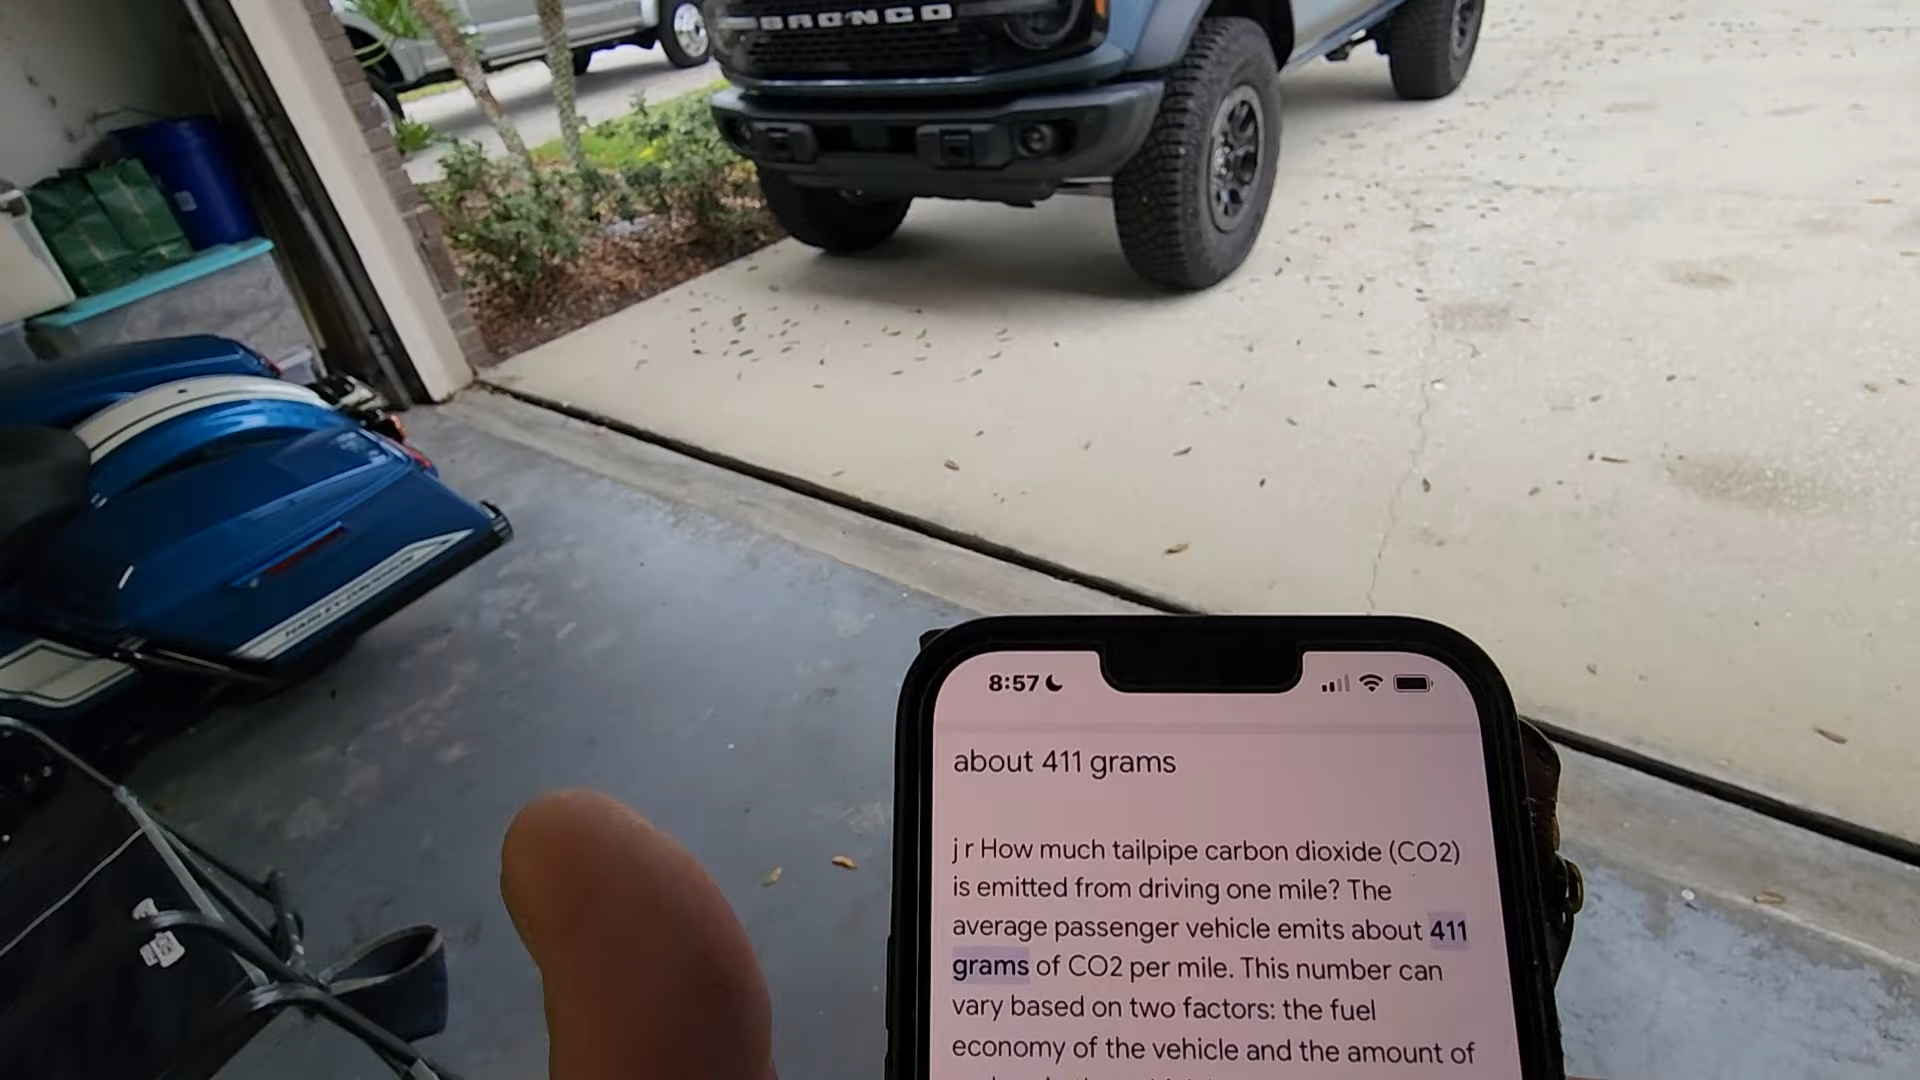 BRONCO
HARLEY-DAVIDSON
8:57
about 411 grams
j r How much tailpipe carbon dioxide (CO2)
is emitted from driving one mile? The
average passenger vehicle emits about 411
grams of CO2 per mile. This number can
vary based on two factors: the fuel
economy of the vehicle and the amount of